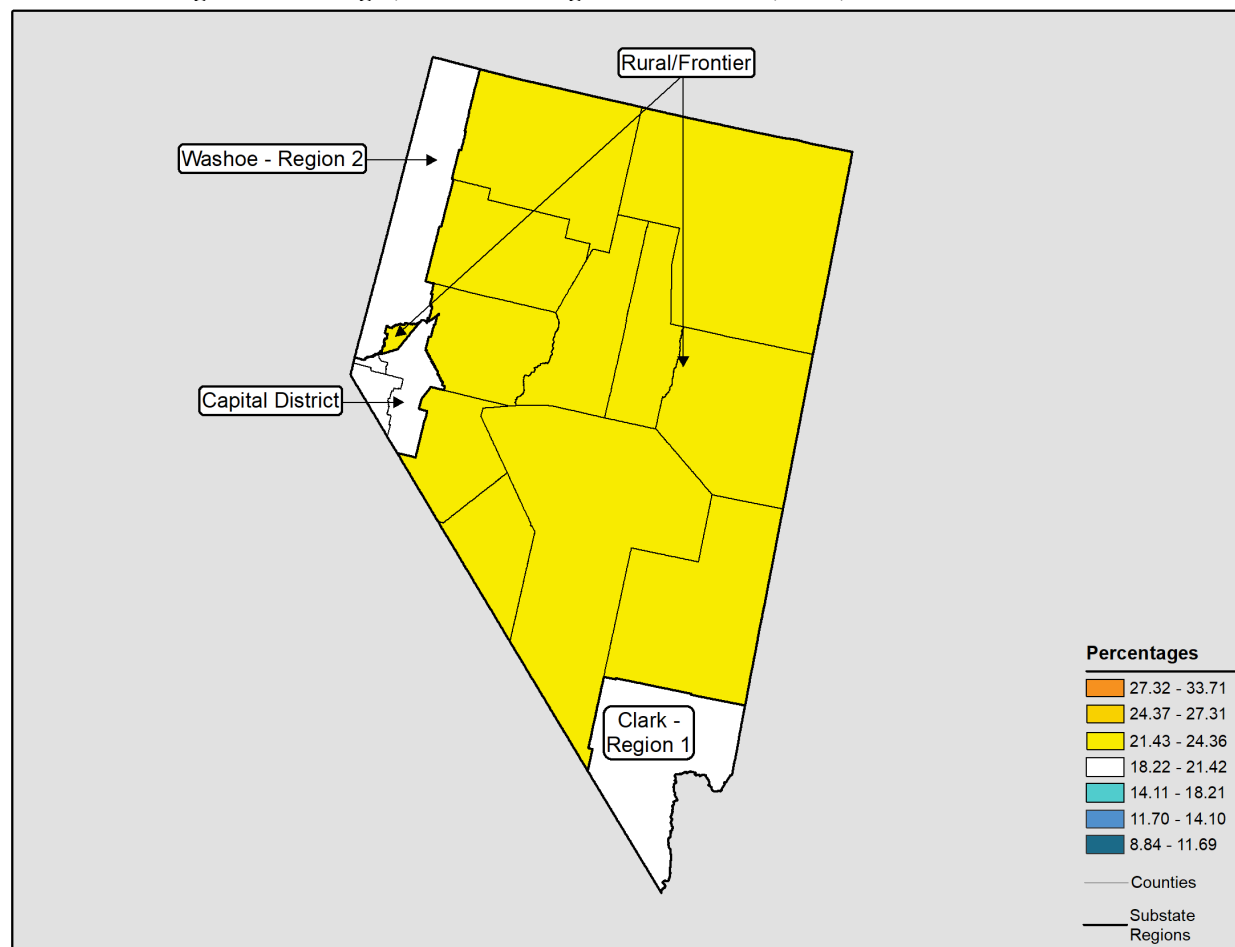 Rural/Frontier
Washoe - Region 2
Capital District
Clark -
Region 1
Percentages
27.32 - 33.71
24.37 - 27.31
21.43 - 24.36
18.22 - 21.42
14.11 - 18.21
11.70 - 14.10
8.84 - 11.69
Counties
Substate
Regions